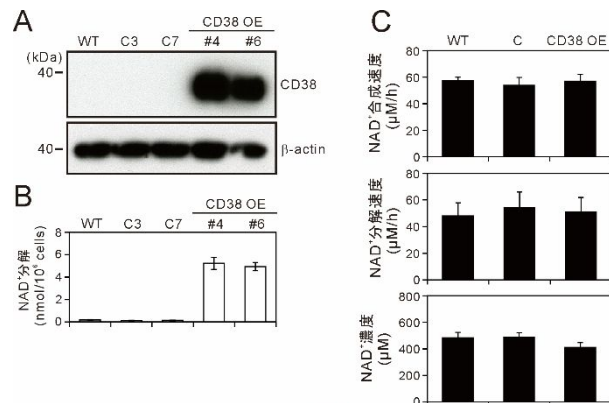 A
CD38 OE
(kDa) WT C3 C7 #4 #6
40
CD38
40
β-actin
B
CD38 OE
WT C3 C7 #4 #6
NAD⁺分解
(nmol/10⁶ cells)
6
4
2
0
C
WT C CD38 OE
NAD⁺合成速度
(µM/h)
80
60
40
20
0
NAD⁺分解速度
(µM/h)
80
60
40
20
0
NAD⁺濃度
(µM)
800
600
400
200
0